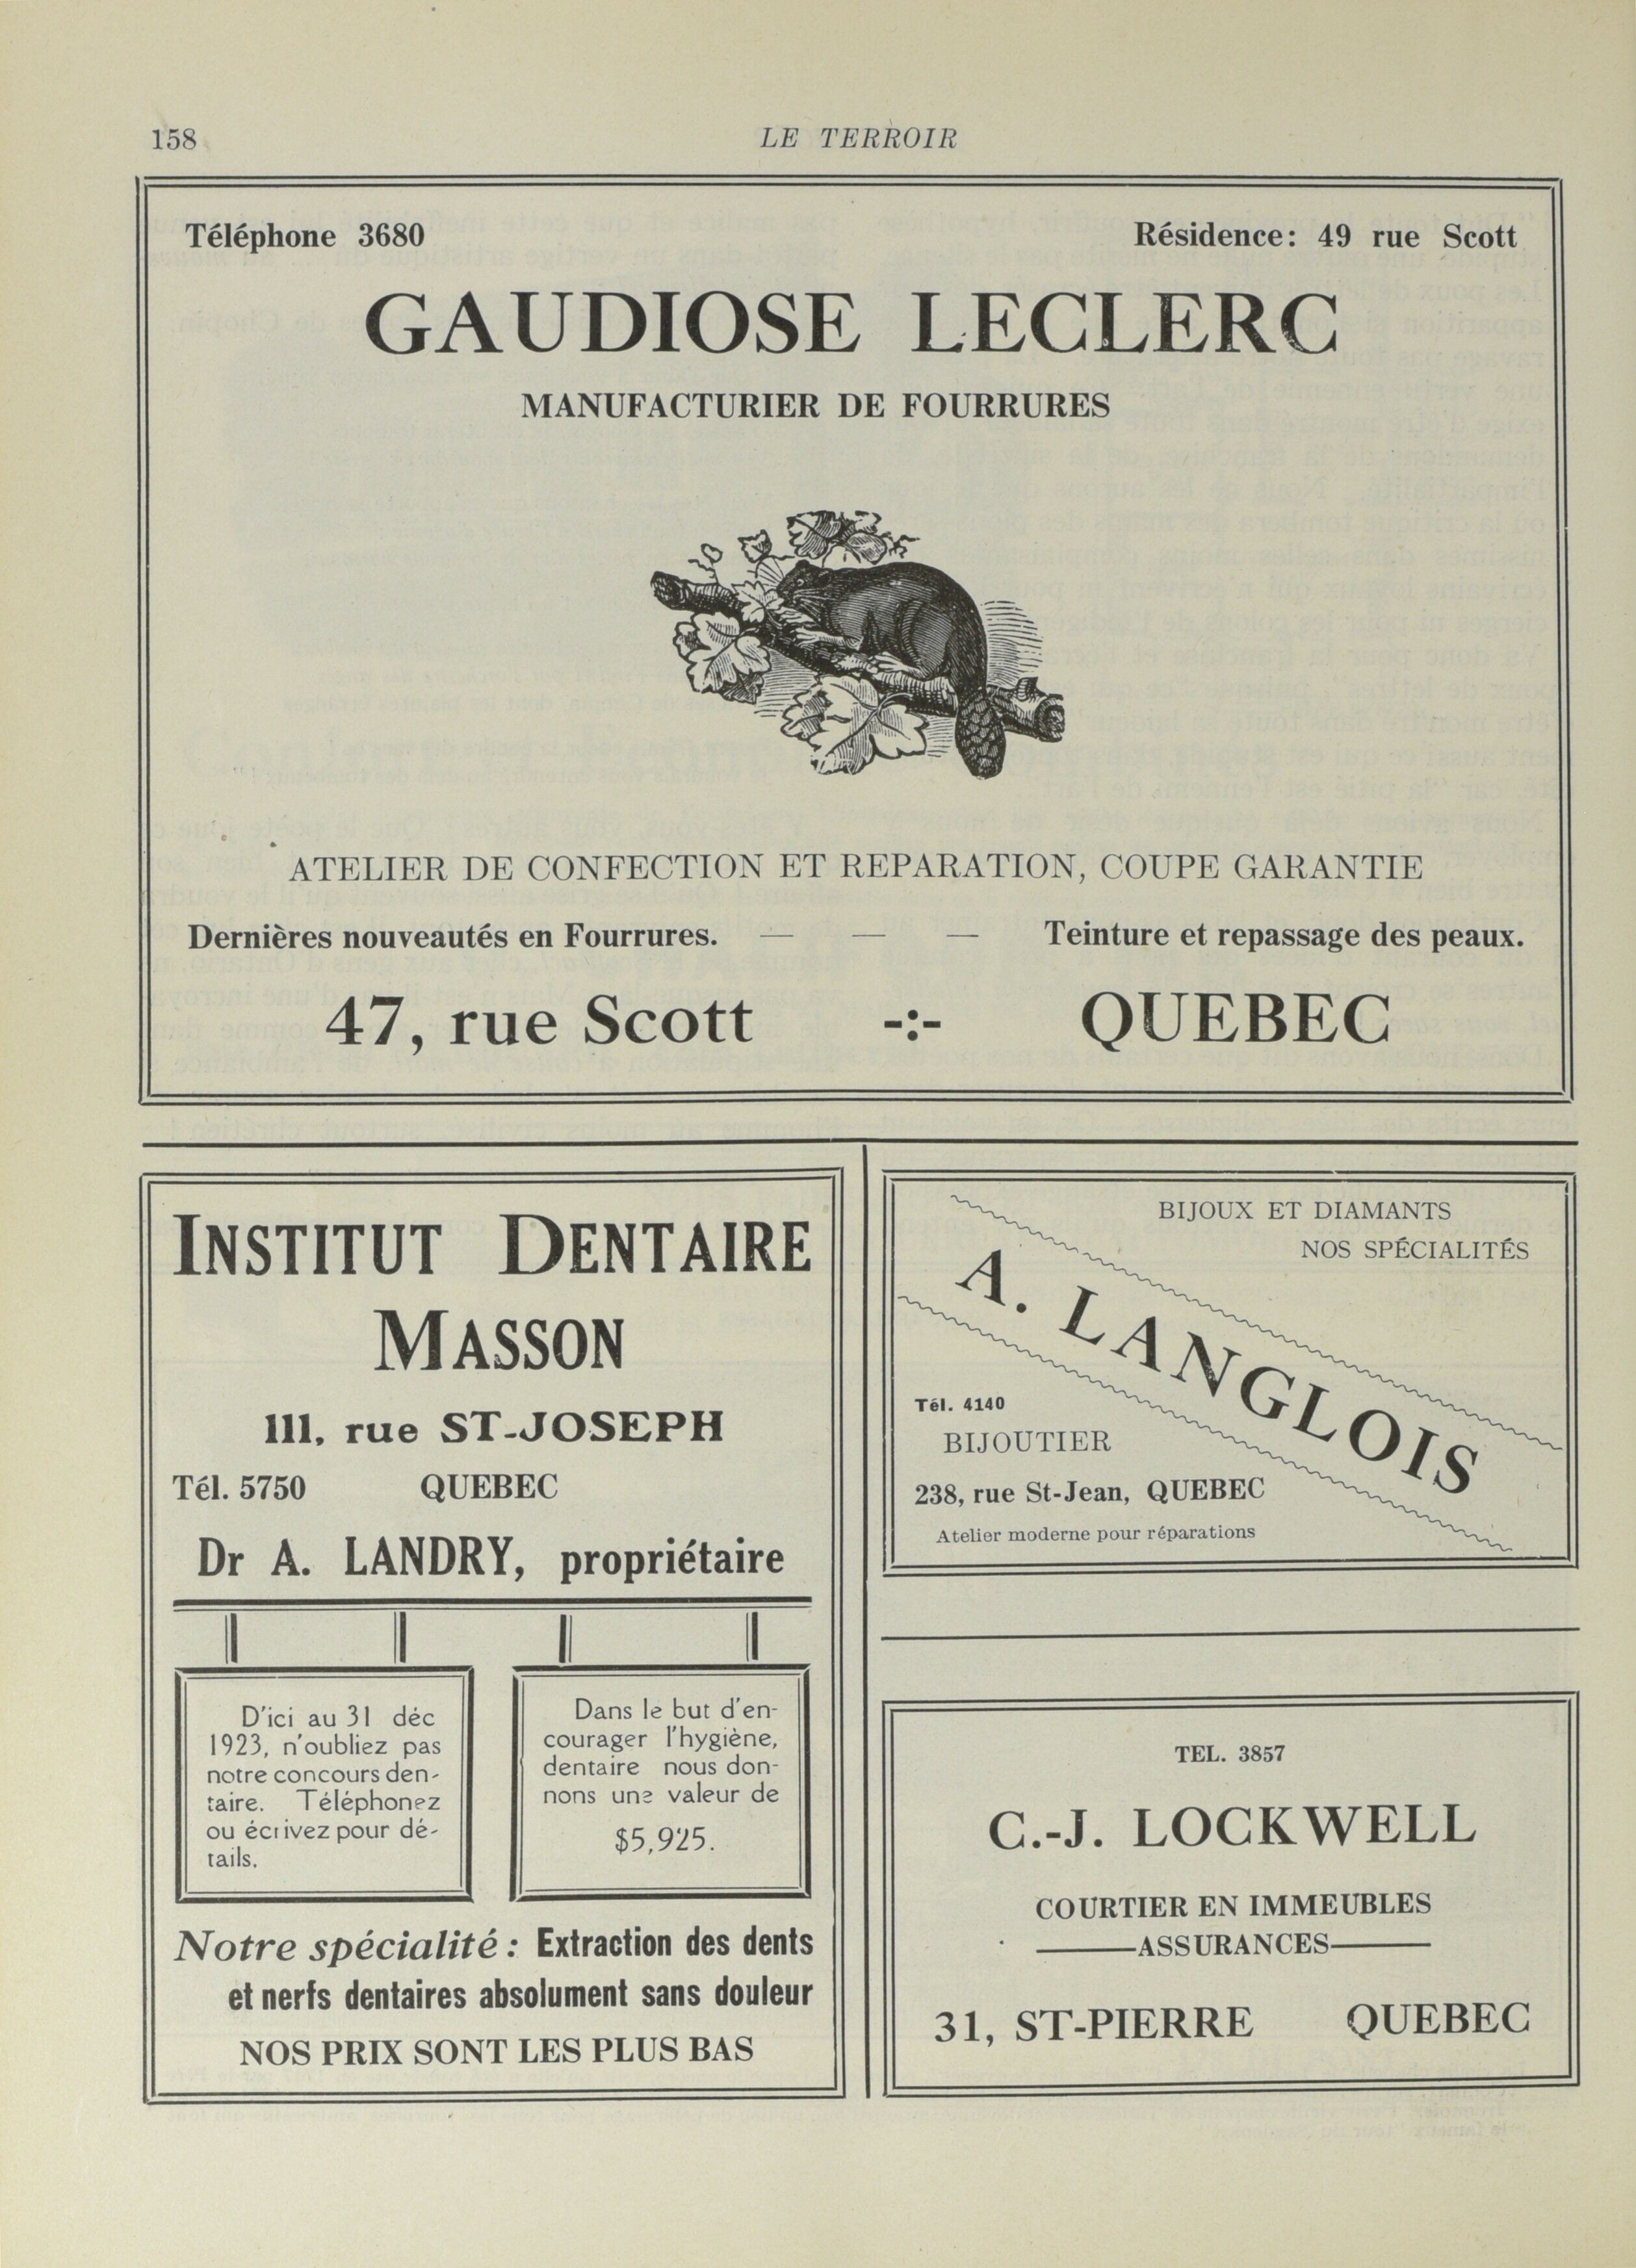 158
LE TERROIR
Téléphone 3680
Résidence: 49 rue Scott
GAUDIOSE LECLERC
MANUFACTURIER DE FOURRURES
ATELIER DE CONFECTION ET REPARATION, COUPE GARANTIE
Dernières nouveautés en Fourrures. — — — Teinture et repassage des peaux.
47, rue Scott -:- QUEBEC
INSTITUT DENTAIRE
MASSON
111, rue ST-JOSEPH
Tél. 5750 QUEBEC
Dr A. LANDRY, propriétaire
D'ici au 31 déc
1923, n'oubliez pas
notre concours den-
taire. Téléphonez
ou écrivez pour dé-
tails.
Dans le but d'en-
courager l'hygiène,
dentaire nous don-
nons une valeur de
$5,925.
Notre spécialité: Extraction des dents
et nerfs dentaires absolument sans douleur
NOS PRIX SONT LES PLUS BAS
BIJOUX ET DIAMANTS
NOS SPÉCIALITÉS
A. LANGLOIS
Tél. 4140
BIJOUTIER
238, rue St-Jean, QUEBEC
Atelier moderne pour réparations
TEL. 3857
C.-J. LOCKWELL
COURTIER EN IMMEUBLES
ASSURANCES
31, ST-PIERRE QUEBEC